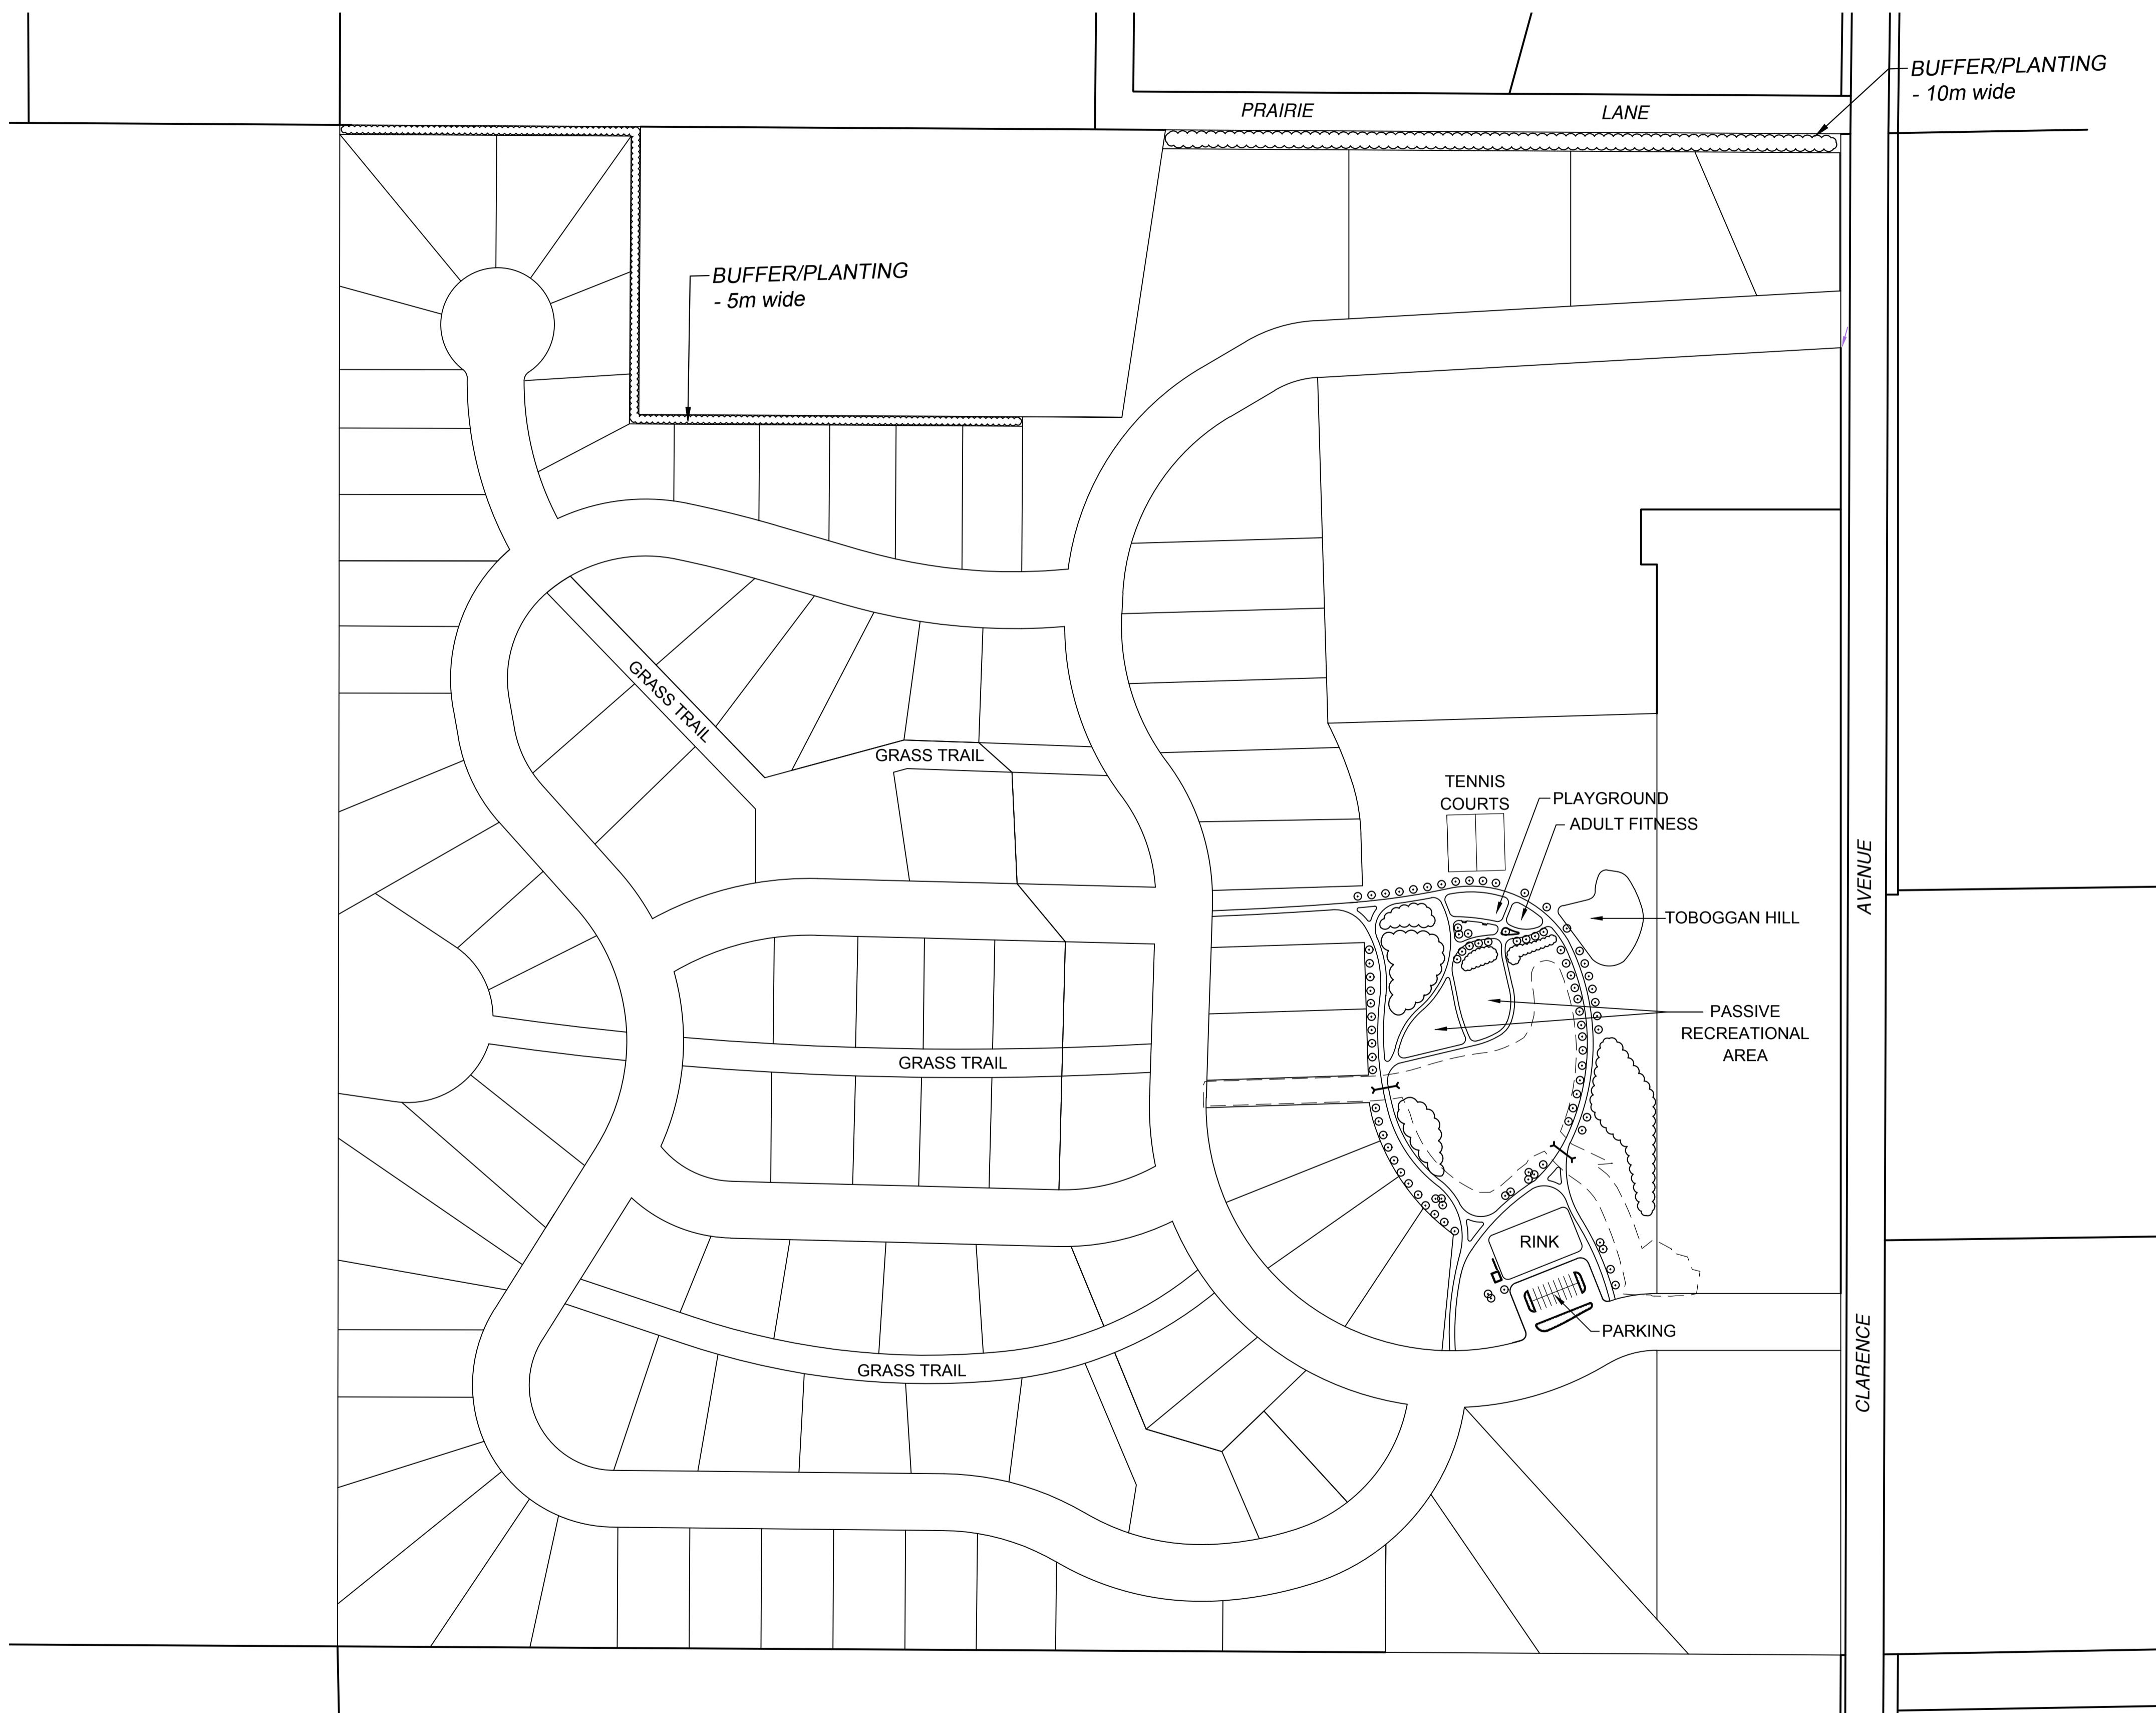 BUFFER/PLANTING
- 10m wide
PRAIRIE LANE
BUFFER/PLANTING
- 5m wide
GRASS TRAIL
GRASS TRAIL
TENNIS
COURTS
PLAYGROUND
ADULT FITNESS
AVENUE
TOBOGGAN HILL
PASSIVE
RECREATIONAL
AREA
GRASS TRAIL
RINK
PARKING
CLARENCE
GRASS TRAIL